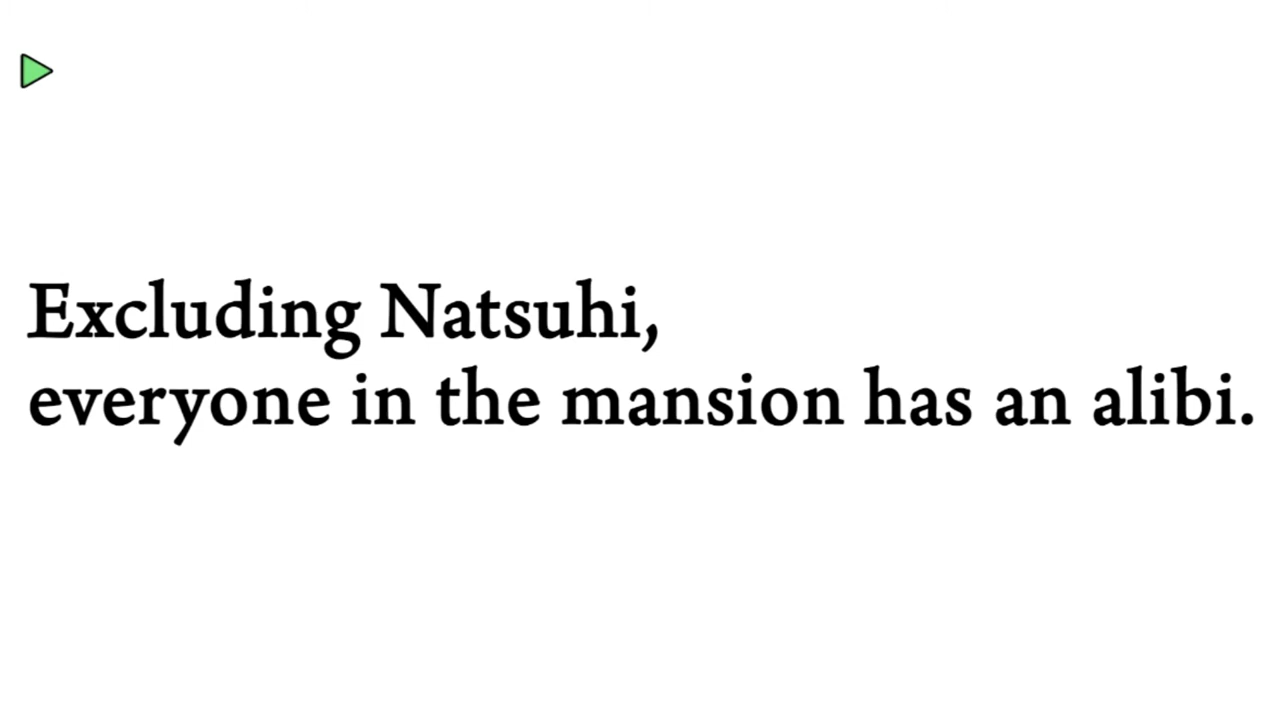 Excluding Natsuhi,
everyone in the mansion has an alibi.